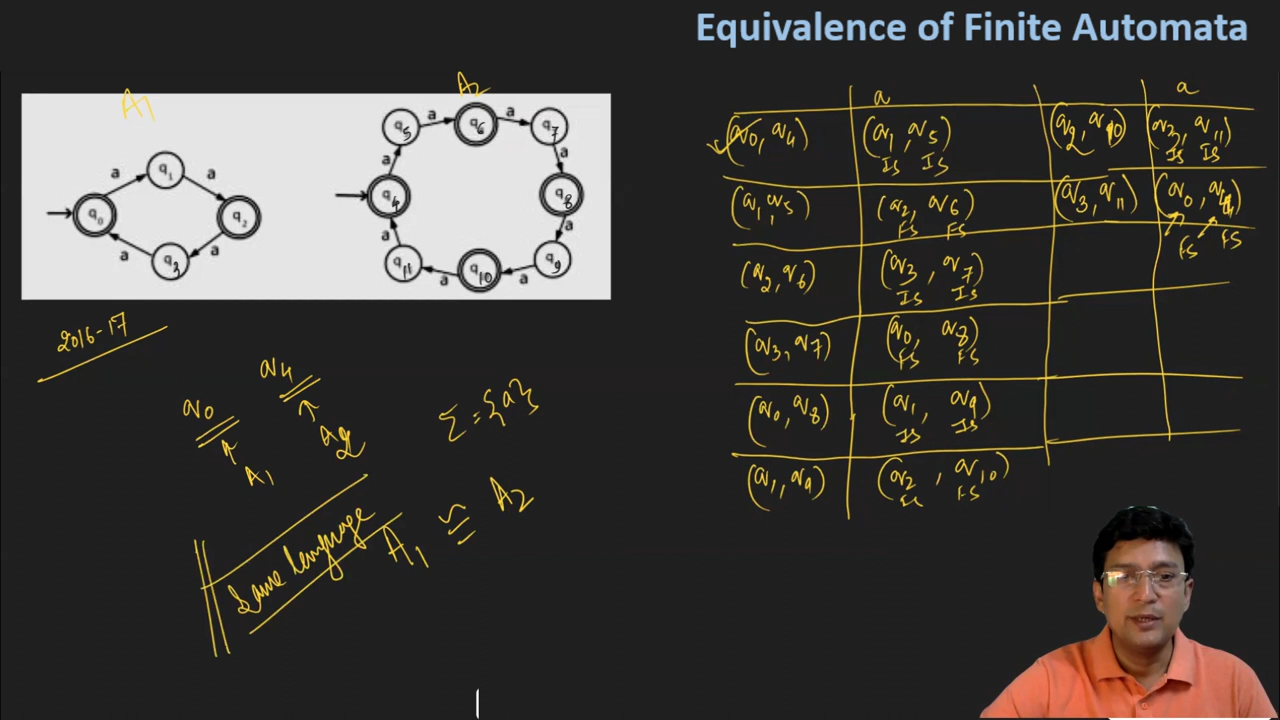 Equivalence of Finite Automata
A1
A2
q0
a
q1
a
q2
a
q3
a
q4
a
q5
a
q6
a
q7
a
q8
a
q9
a
q10
a
q11
a
2016-17
q0
A1
q4
A2
Σ = {a}
Same Language
A1 ≅ A2
a
a
(q0, q4) (q1, q5) (q2, q10) (q3, q11)
IS IS IS IS
(q1, q5) (q2, q6) (q3, q11) (q0, q4)
FS FS FS FS
(q2, q6) (q3, q7)
IS IS
(q3, q7) (q0, q8)
FS FS
(q0, q8) (q1, q9)
IS IS
(q1, q9) (q2, q10)
FS